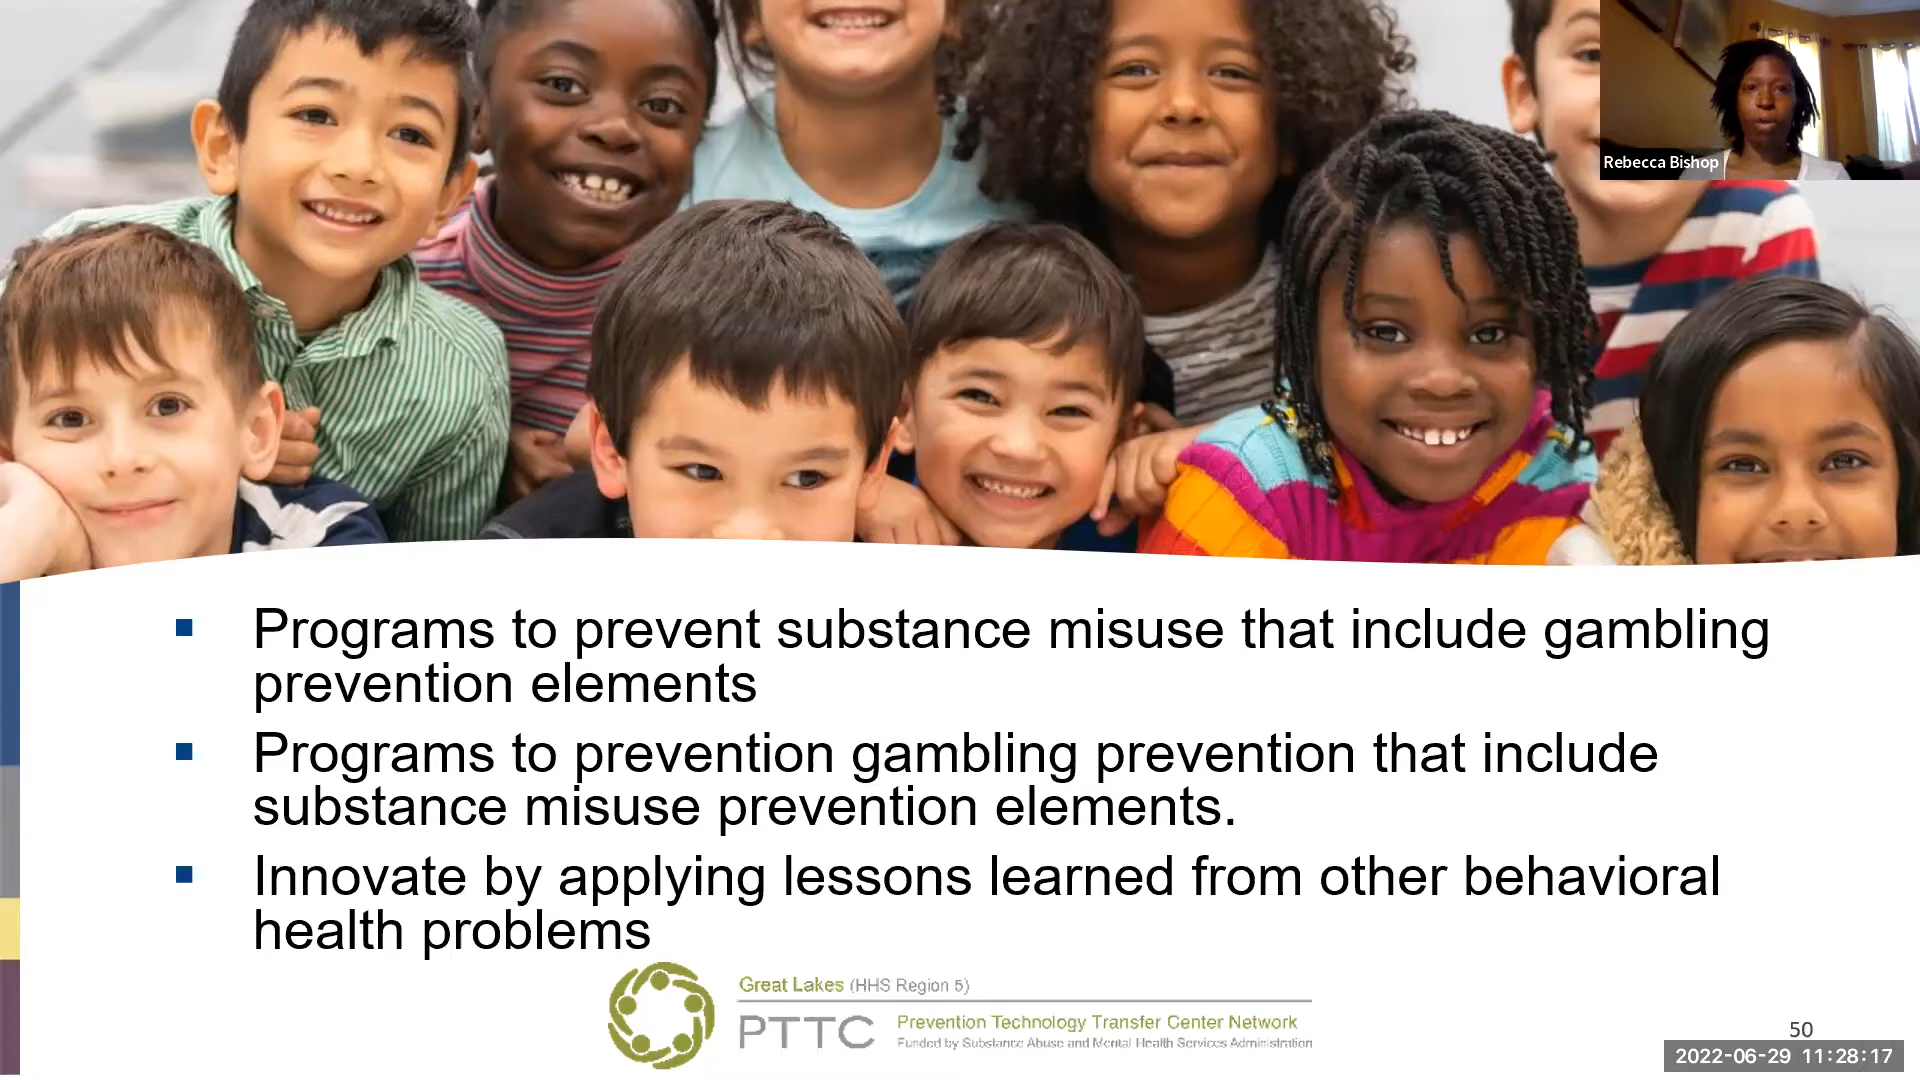 Rebecca Bishop
Programs to prevent substance misuse that include gambling
prevention elements
Programs to prevention gambling prevention that include
substance misuse prevention elements.
Innovate by applying lessons learned from other behavioral
health problems
Great Lakes (HHS Region 5)
PTTC
Prevention Technology Transfer Center Network
Funded by Substance Abuse and Mental Health Services Administration
50
2022-06-29 11:28:17